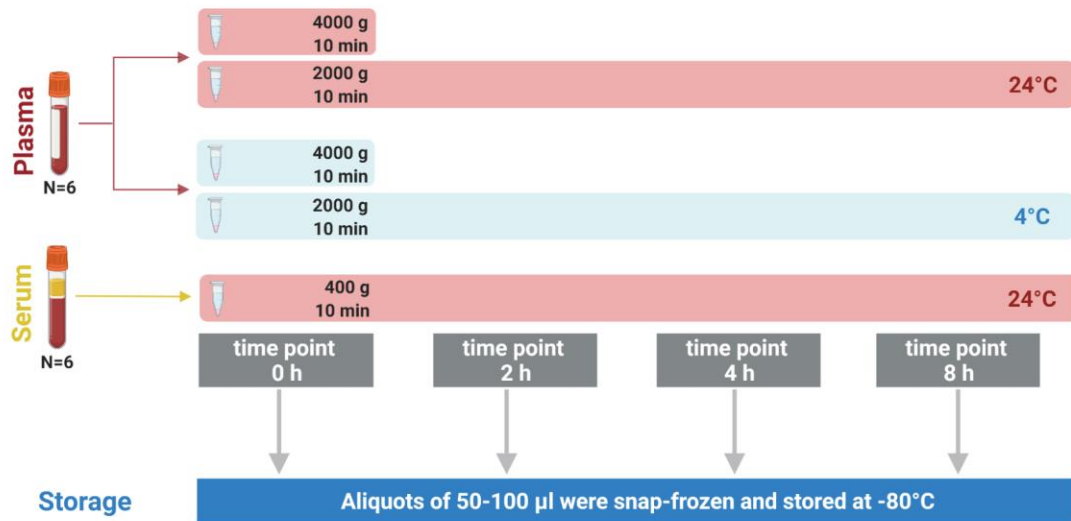 Plasma
N=6
4000 g
10 min
2000 g
10 min
24°C
4000 g
10 min
2000 g
10 min
4°C
Serum
N=6
400 g
10 min
24°C
time point
0 h
time point
2 h
time point
4 h
time point
8 h
Storage
Aliquots of 50-100 µl were snap-frozen and stored at -80°C